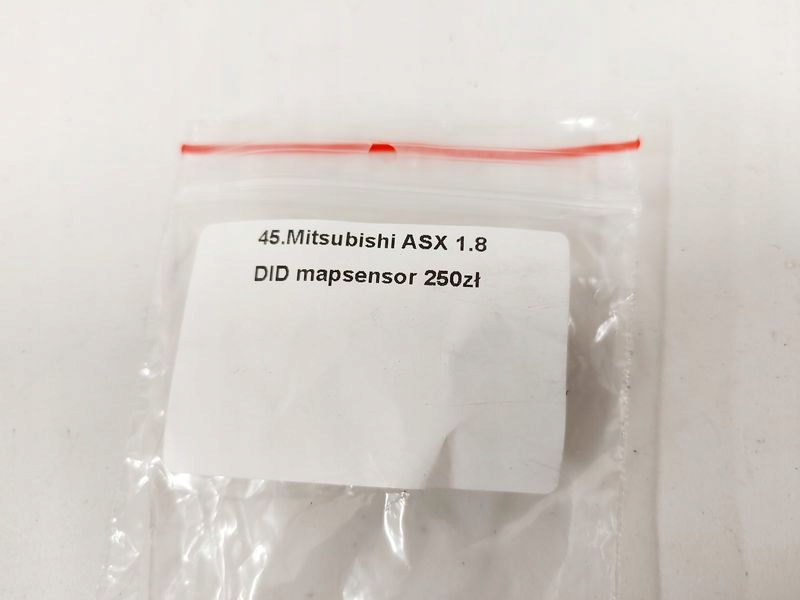 45.Mitsubishi ASX 1.8
DID mapsensor 250zł